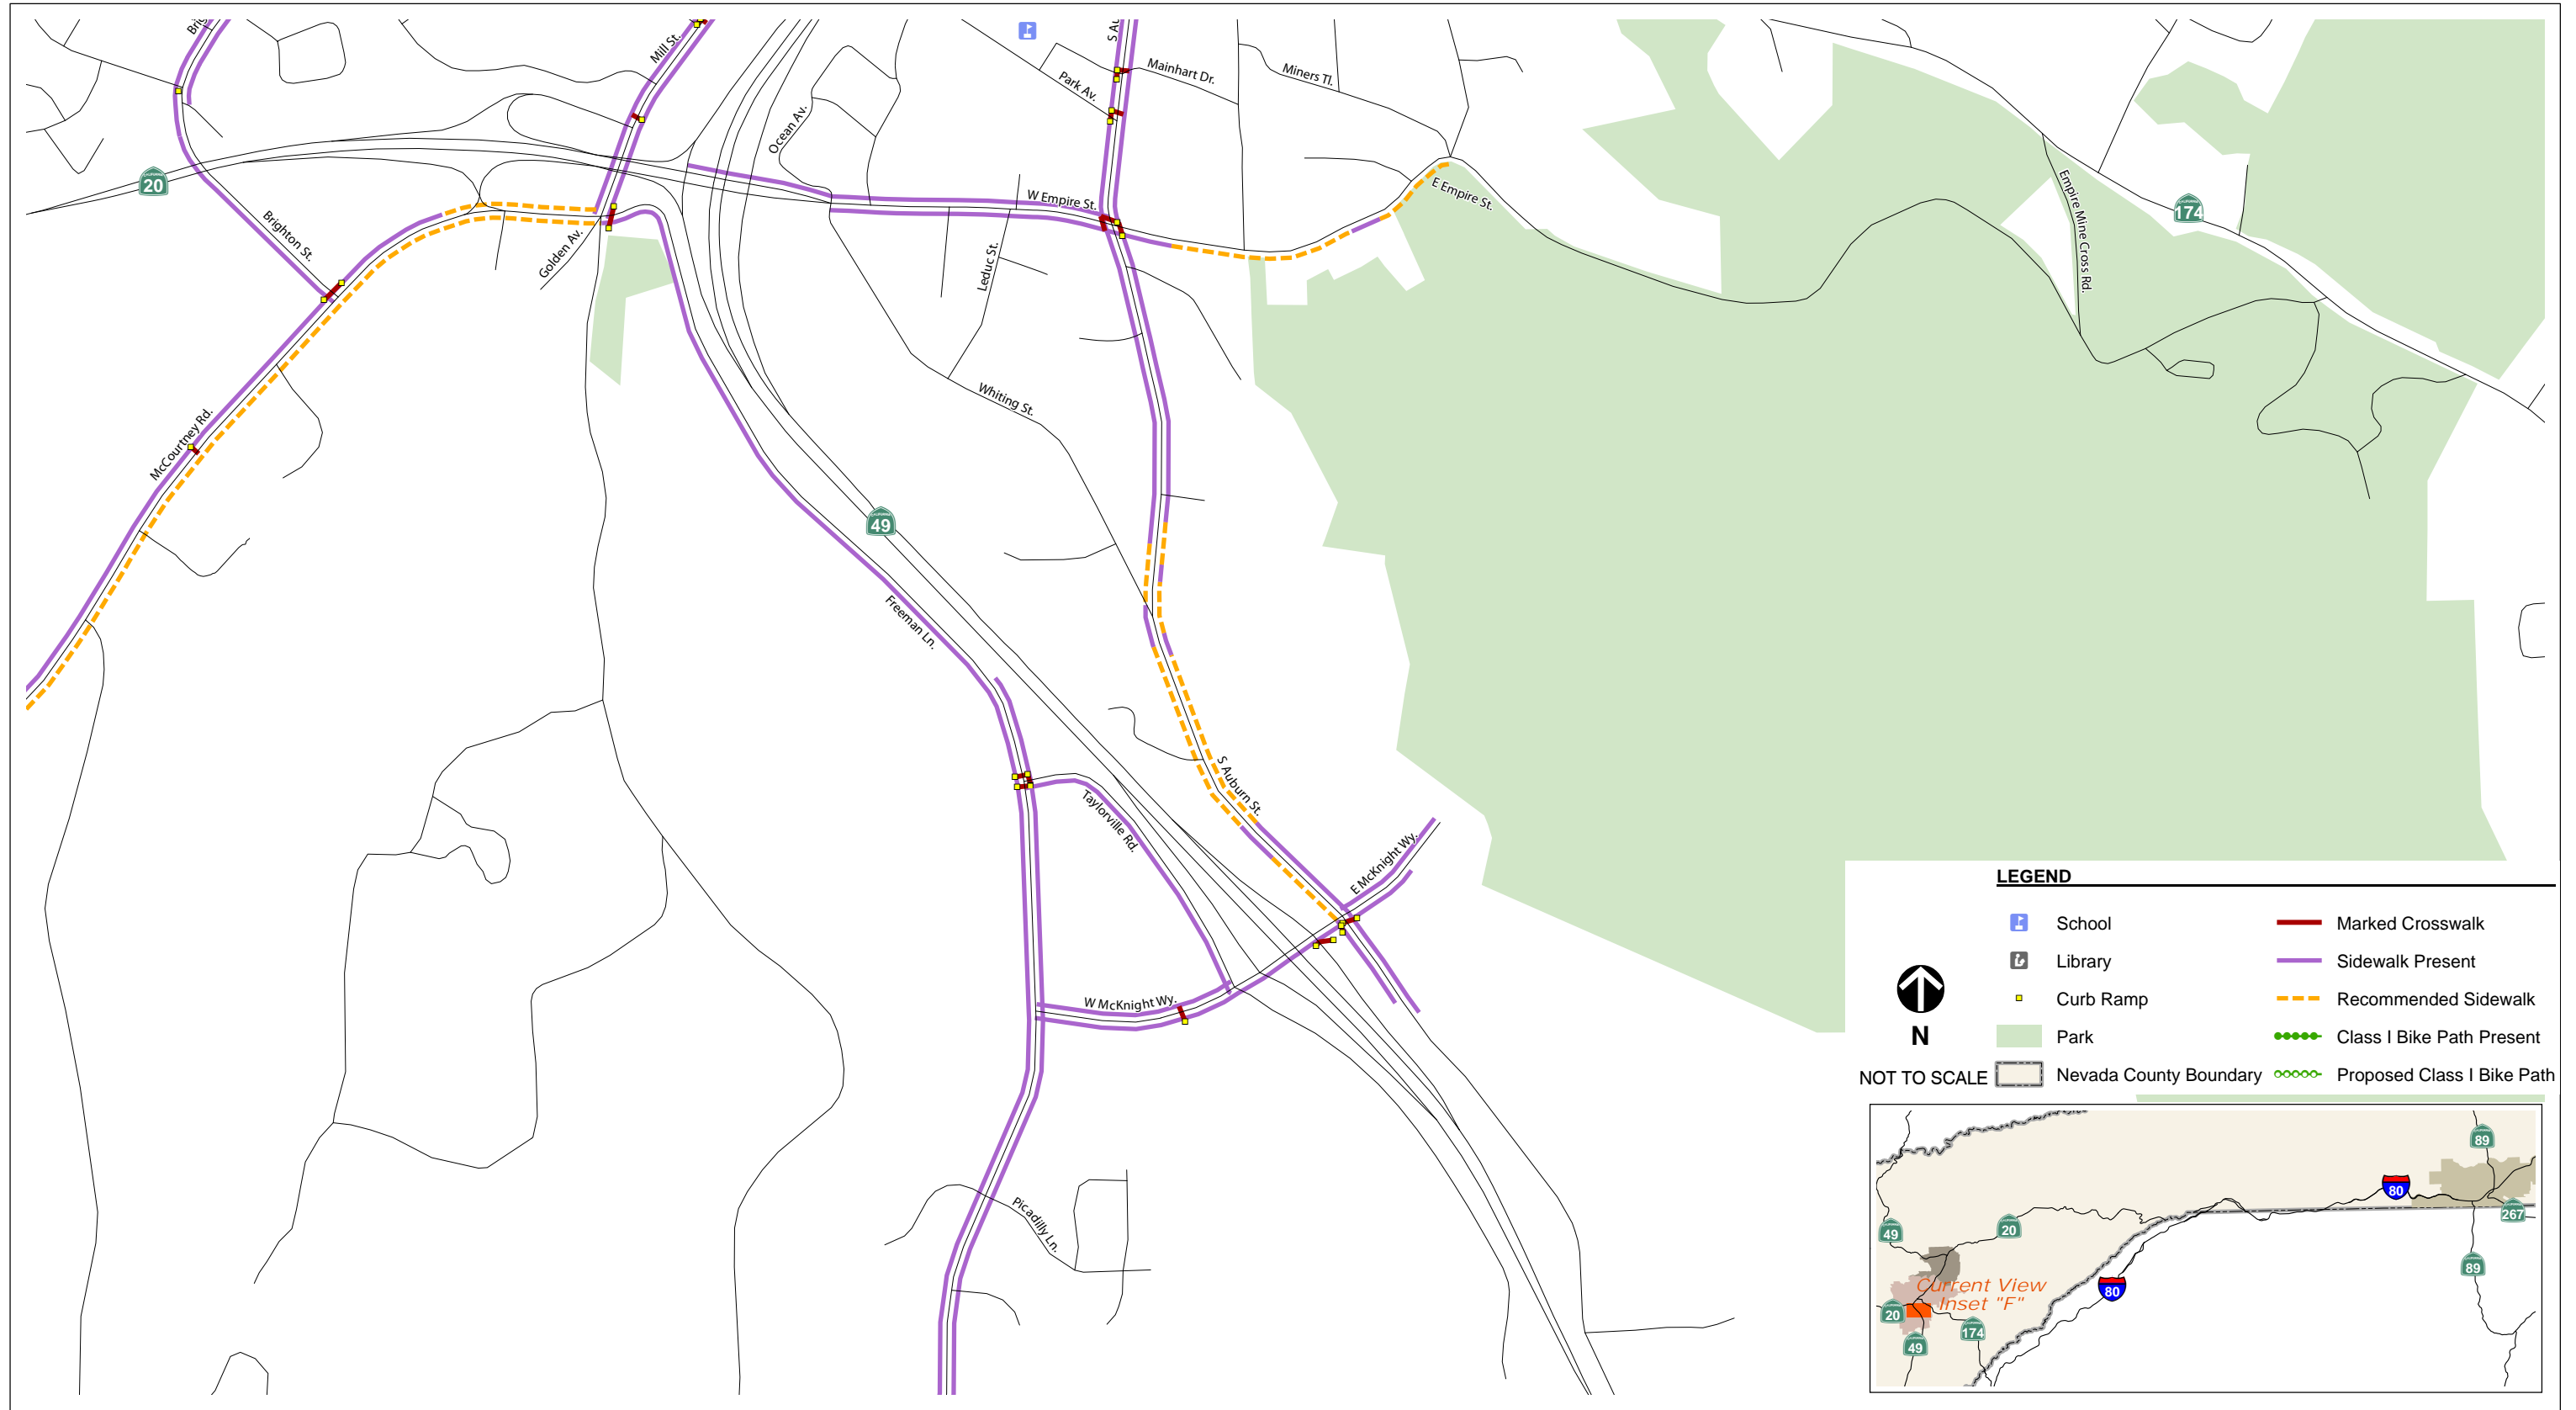 Brig
Mill St.
S Au
Mainhart Dr.
Miners Tl.
Park Av.
Ocean Av.
20
W Empire St.
E Empire St.
Empire Mine Cross Rd.
174
Brighton St.
Golden Av.
Leduc St.
Whiting St.
McCourtney Rd.
49
Freeman Ln.
S Auburn St.
Taylorville Rd.
E McKnight Wy.
W McKnight Wy.
Picadilly Ln.
LEGEND
School
Library
Curb Ramp
Park
Nevada County Boundary
Marked Crosswalk
Sidewalk Present
Recommended Sidewalk
Class I Bike Path Present
Proposed Class I Bike Path
N
NOT TO SCALE
89
80
267
49
20
89
Current View
Inset "F"
80
20
174
49